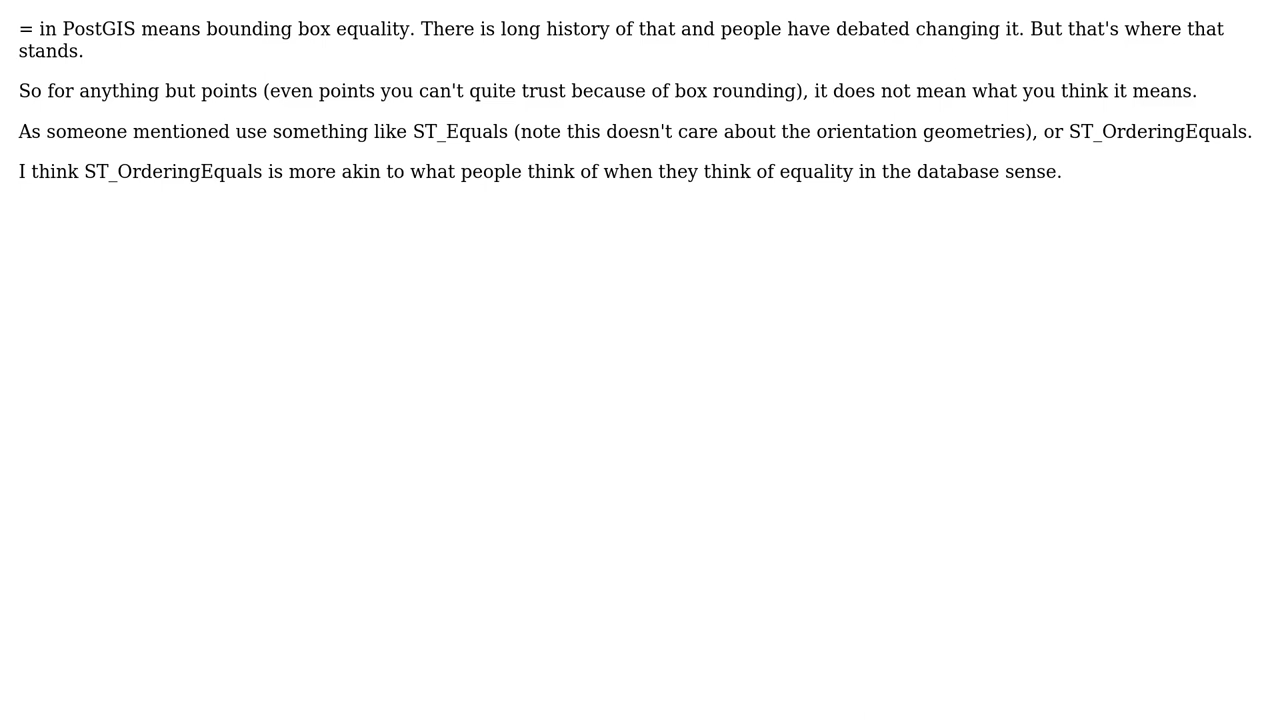 = in PostGIS means bounding box equality. There is long history of that and people have debated changing it. But that's where that
stands.
So for anything but points (even points you can't quite trust because of box rounding), it does not mean what you think it means.
As someone mentioned use something like ST_Equals (note this doesn't care about the orientation geometries), or ST_OrderingEquals.
I think ST_OrderingEquals is more akin to what people think of when they think of equality in the database sense.